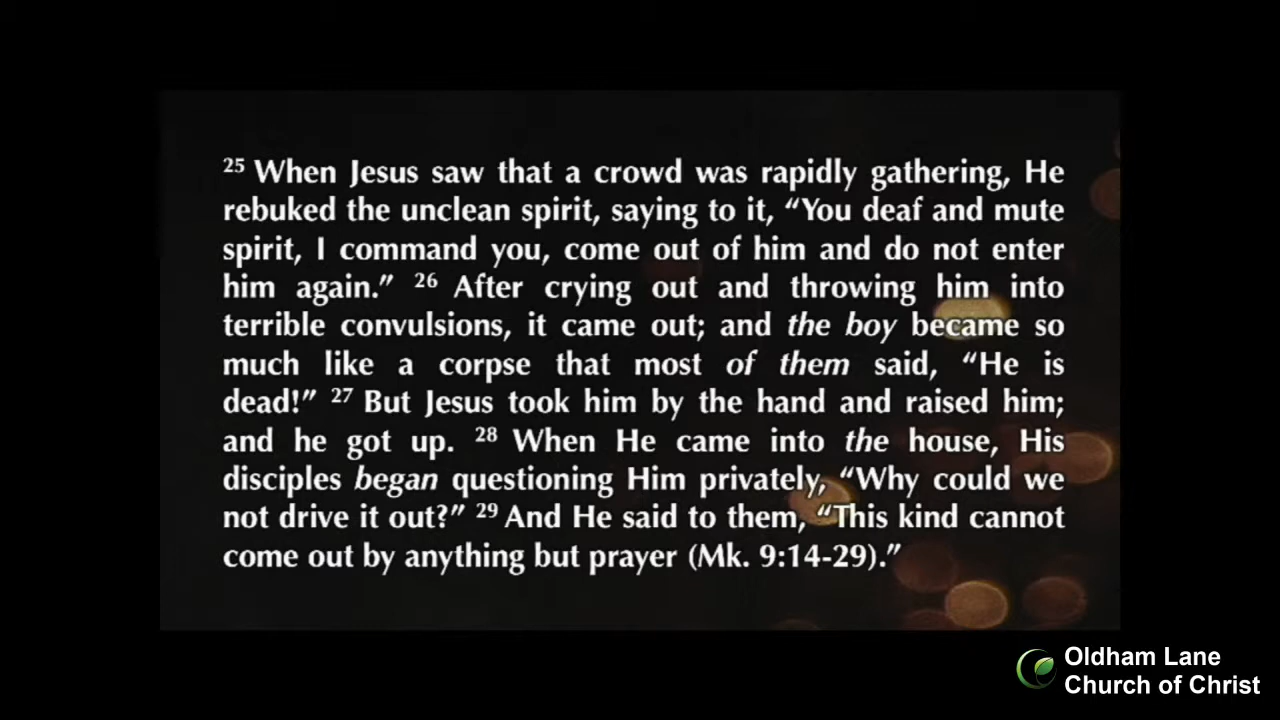 25 When Jesus saw that a crowd was rapidly gathering, He
rebuked the unclean spirit, saying to it, “You deaf and mute
spirit, I command you, come out of him and do not enter
him again.” 26 After crying out and throwing him into
terrible convulsions, it came out; and the boy became so
much like a corpse that most of them said, “He is
dead!” 27 But Jesus took him by the hand and raised him;
and he got up. 28 When He came into the house, His
disciples began questioning Him privately, “Why could we
not drive it out?” 29 And He said to them, “This kind cannot
come out by anything but prayer (Mk. 9:14-29).”
Oldham Lane
Church of Christ